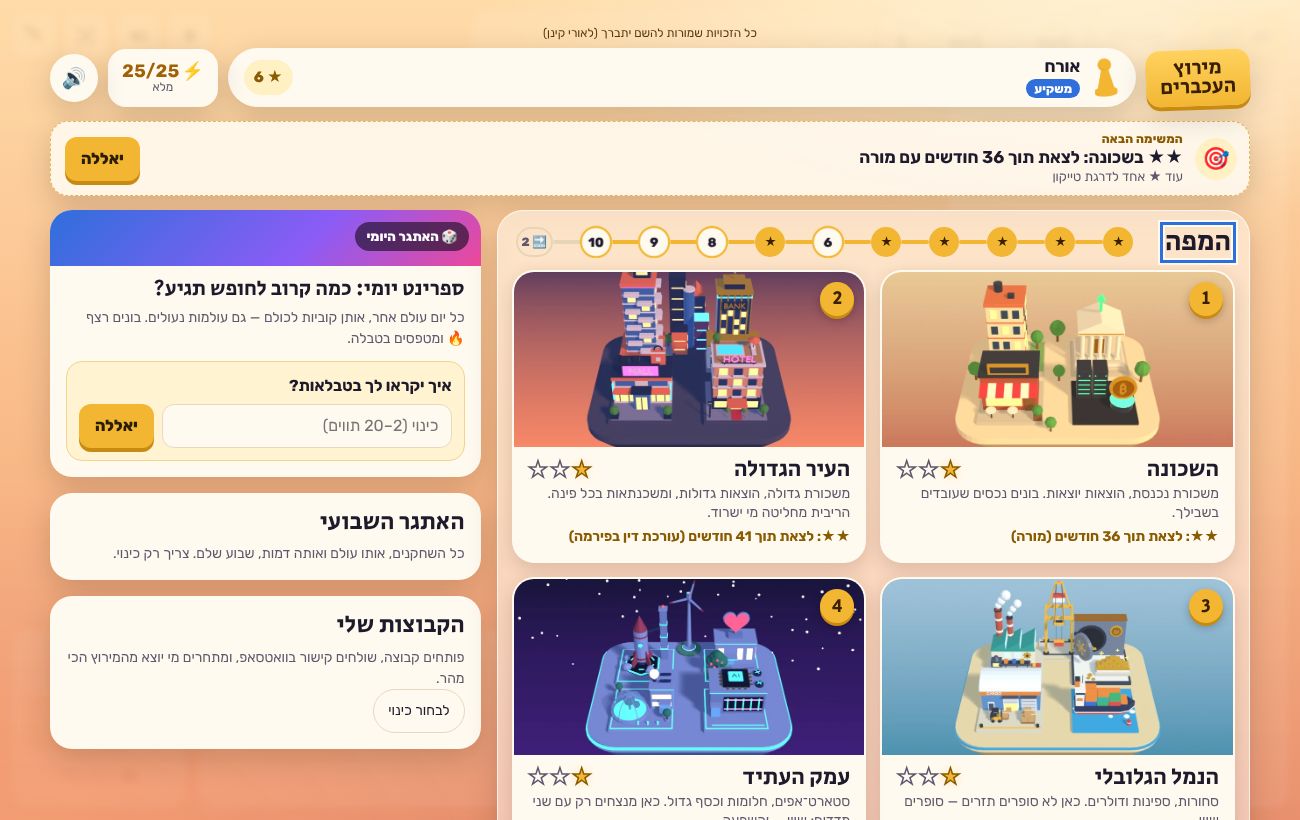 כל הזכויות שמורות להשם יתברך (לאורי קינן)
מירוץ
העכברים
אורח
משקיע
★ 6
⚡ 25/25
מלא
המשימה הבאה
★★ בשכונה: לצאת תוך 36 חודשים עם מורה
עוד ★ אחד לדרגת טייקון
יאללה
המפה
★ ★ ★ ★ ★ 6 ★ 8 9 10 ➡️ 2
1
השכונה
משכורת נכנסת, הוצאות יוצאות. בונים נכסים שעובדים
בשבילך.
★★: לצאת תוך 36 חודשים (מורה)
2
BANK
HOTEL
MALL
העיר הגדולה
משכורת גדולה, הוצאות גדולות, ומשכנתאות בכל פינה.
הריבית מחליטה מי ישרוד.
★★: לצאת תוך 41 חודשים (עורכת דין בפירמה)
3
הנמל הגלובלי
סחורות, ספינות ודולרים. כאן לא סופרים תזרים – סופרים
4
AI
עמק העתיד
סטארט־אפים, חלומות וכסף גדול. כאן מנצחים רק עם שני
🎲 האתגר היומי
ספרינט יומי: כמה קרוב לחופש תגיע?
כל יום עולם אחר, אותן קוביות לכולם – גם עולמות נעולים. בונים רצף
🔥 ומטפסים בטבלה.
איך יקראו לך בטבלאות?
כינוי (2–20 תווים)
יאללה
האתגר השבועי
כל השחקנים, אותו עולם ואותה דמות, שבוע שלם. צריך רק כינוי.
הקבוצות שלי
פותחים קבוצה, שולחים קישור בוואטסאפ, ומתחרים מי יוצא מהמירוץ הכי
מהר.
לבחור כינוי